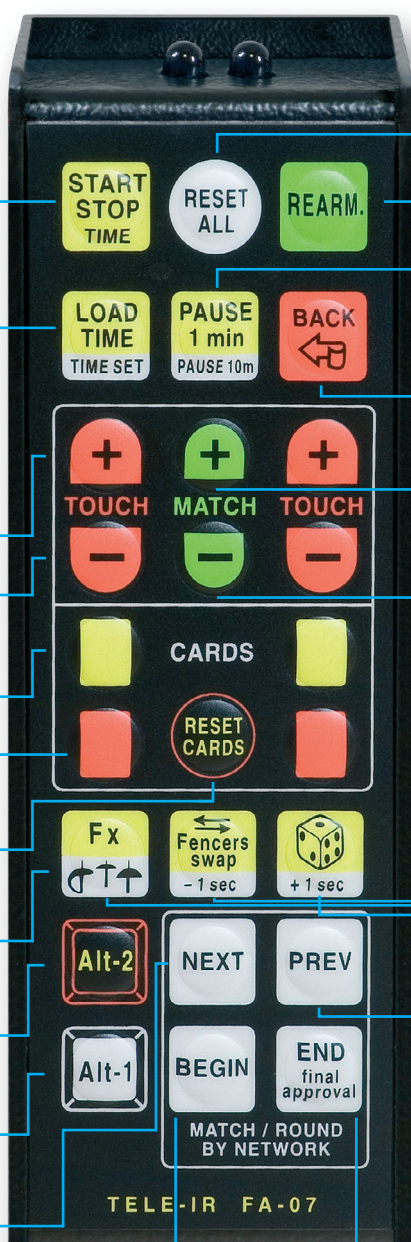 START
STOP
TIME
RESET
ALL
REARM.
LOAD
TIME
TIME SET
PAUSE
1 min
PAUSE 10m
BACK
+ + +
TOUCH MATCH TOUCH
− − −
CARDS
RESET
CARDS
Fx
Fencers
swap
- 1 sec
+ 1 sec
Alt-2
NEXT
PREV
Alt-1
BEGIN
END
final
approval
MATCH / ROUND
BY NETWORK
TELE-IR FA-07